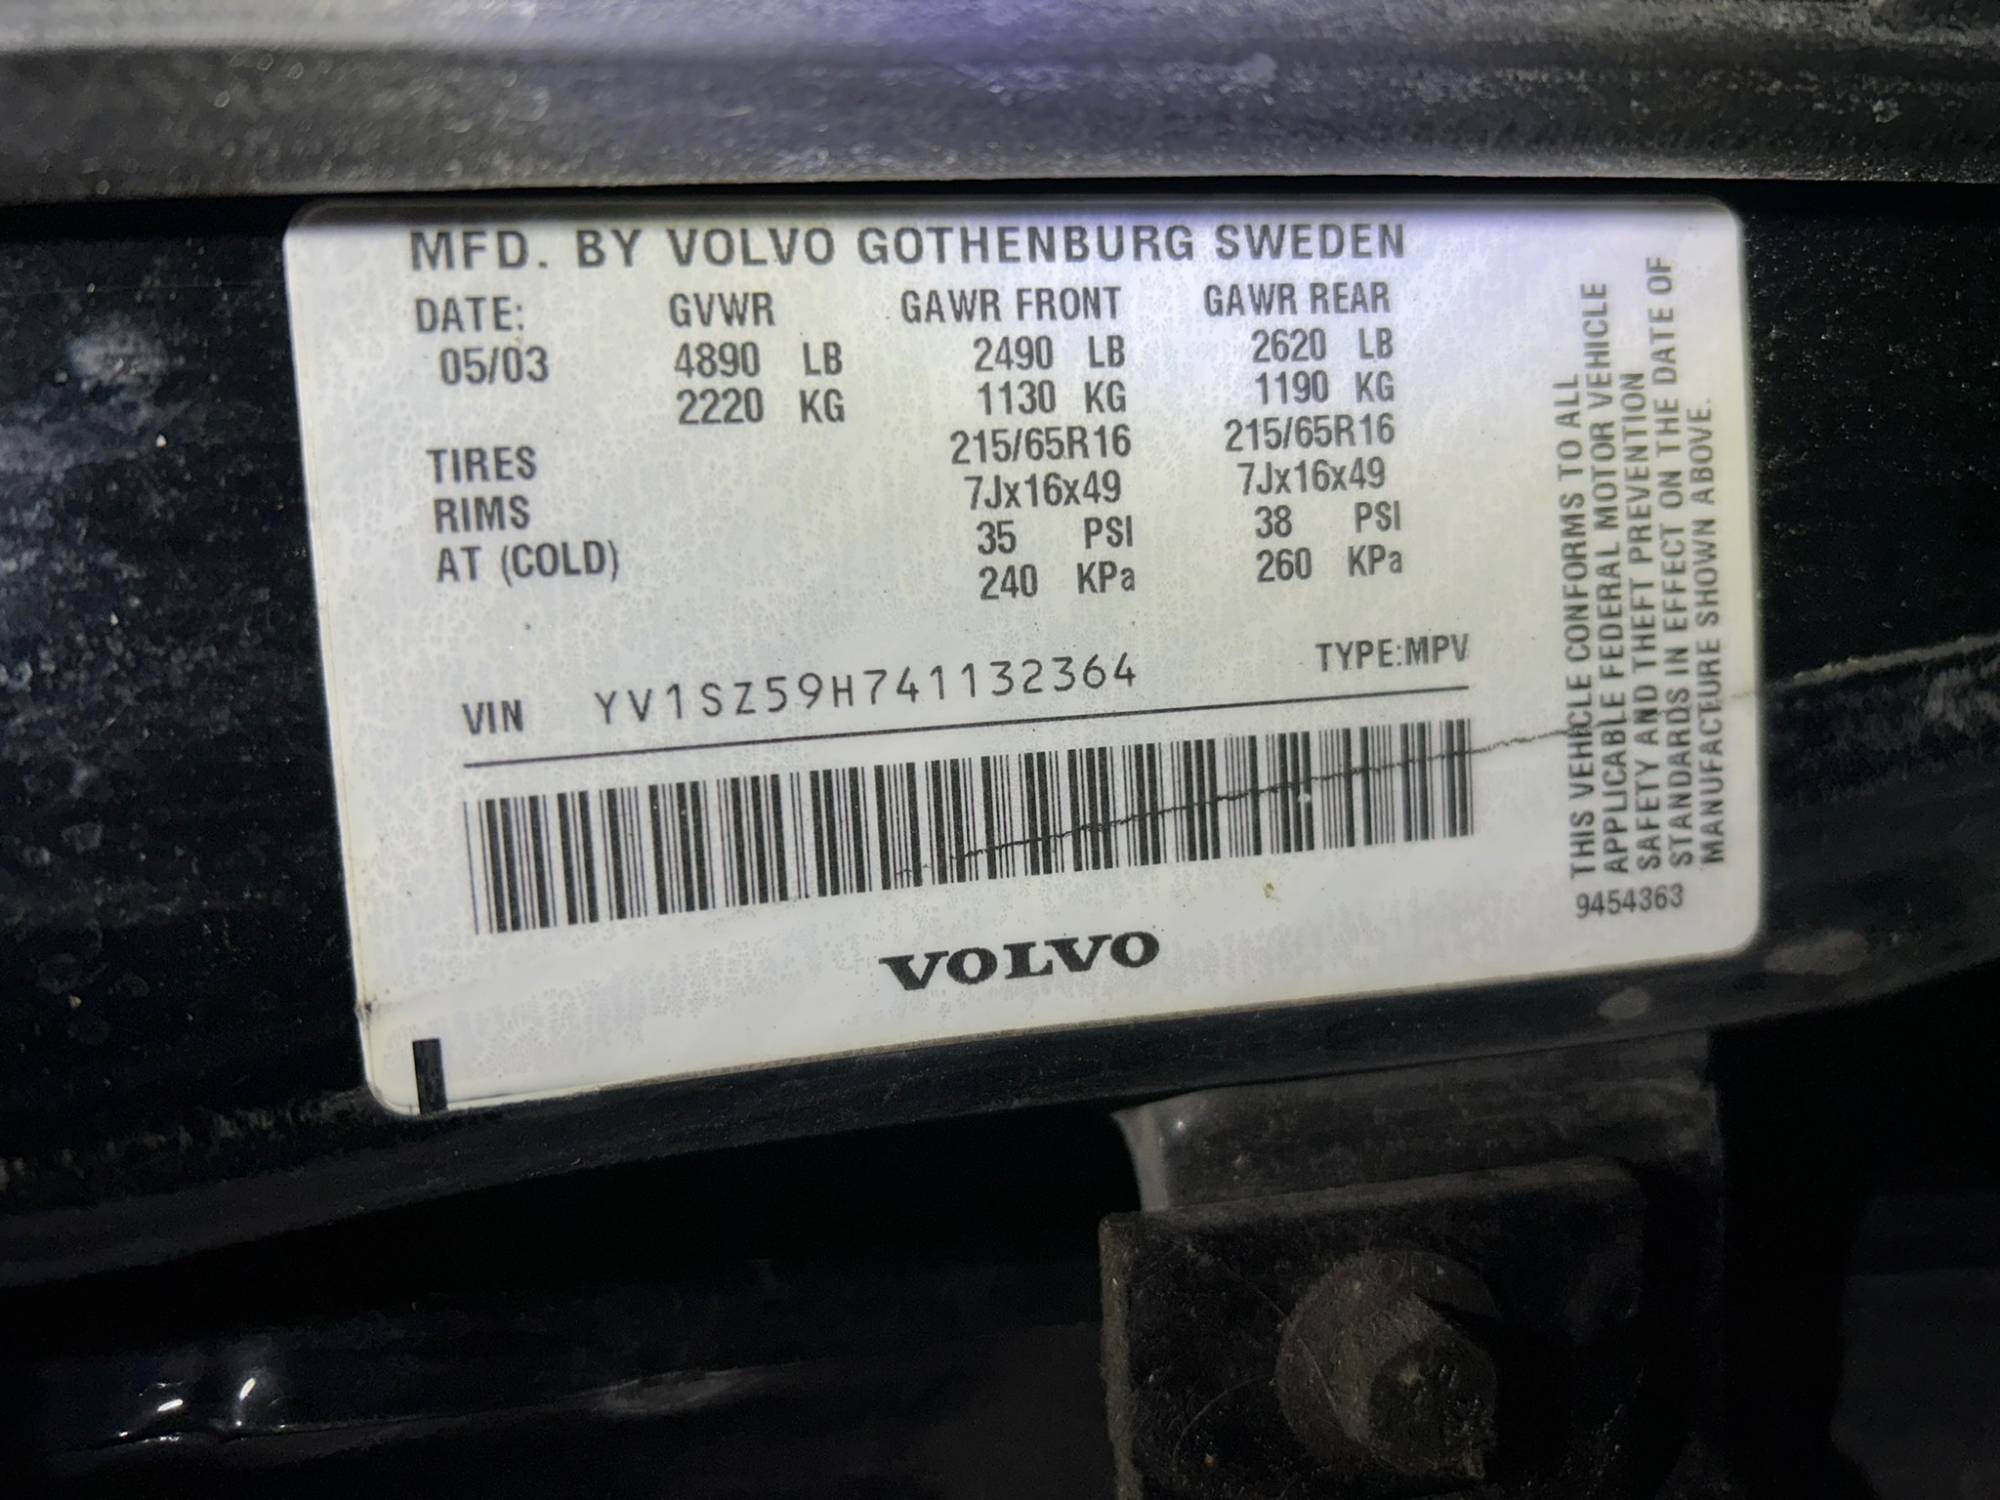 MFD. BY VOLVO GOTHENBURG SWEDEN
DATE: GVWR GAWR FRONT GAWR REAR
05/03 4890 LB 2490 LB 2620 LB
2220 KG 1130 KG 1190 KG
TIRES 215/65R16 215/65R16
RIMS 7Jx16x49 7Jx16x49
AT (COLD) 35 PSI 38 PSI
240 KPa 260 KPa
VIN YV1SZ59H741132364 TYPE:MPV
VOLVO
THIS VEHICLE CONFORMS TO ALL
APPLICABLE FEDERAL MOTOR VEHICLE
SAFETY AND THEFT PREVENTION
STANDARDS IN EFFECT ON THE DATE OF
MANUFACTURE SHOWN ABOVE.
9454363